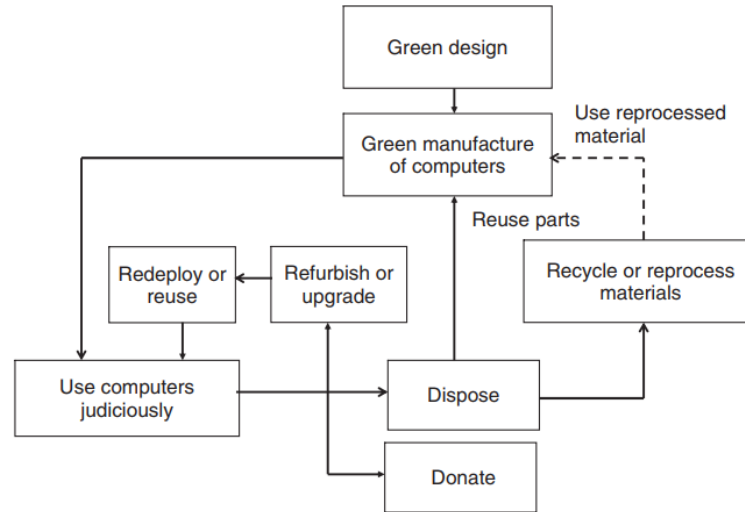 Green design
Use reprocessed
material
Green manufacture
of computers
Reuse parts
Redeploy or
reuse
Refurbish or
upgrade
Recycle or reprocess
materials
Use computers
judiciously
Dispose
Donate